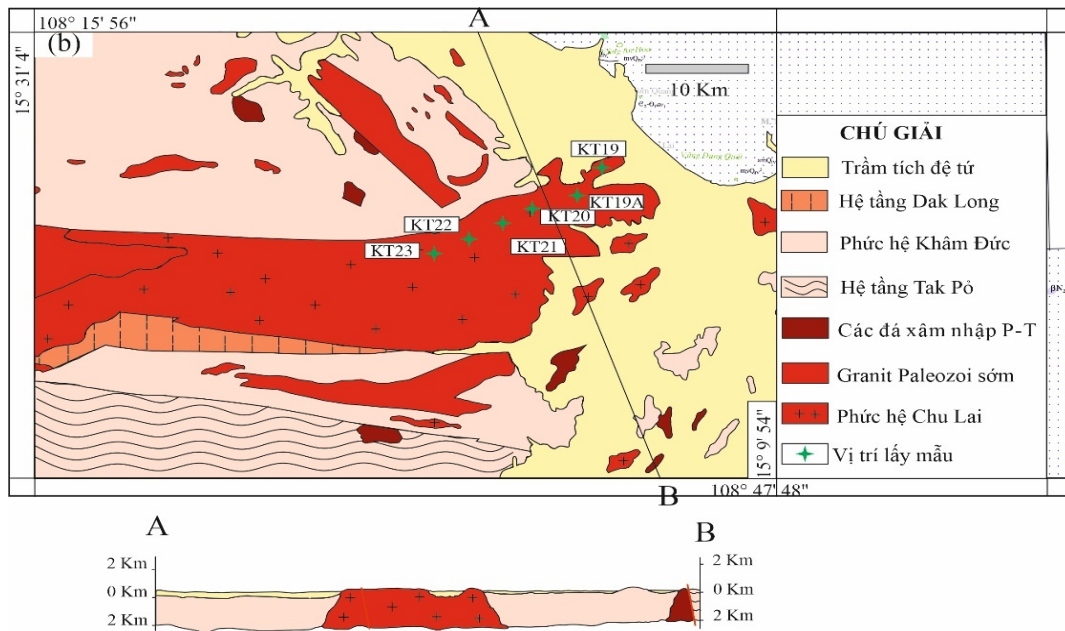 A
108° 15' 56"
(b)
15° 31' 4"
10 Km
KT19
KT19A
KT20
KT22
KT21
KT23
CHÚ GIẢI
Trầm tích đệ tứ
Hệ tầng Dak Long
Phức hệ Khâm Đức
Hệ tầng Tak Pỏ
Các đá xâm nhập P-T
Granit Paleozoi sớm
Phức hệ Chu Lai
Vị trí lấy mẫu
15° 9' 54"
B
108° 47' 48"
A
B
2 Km
0 Km
2 Km
2 Km
0 Km
2 Km